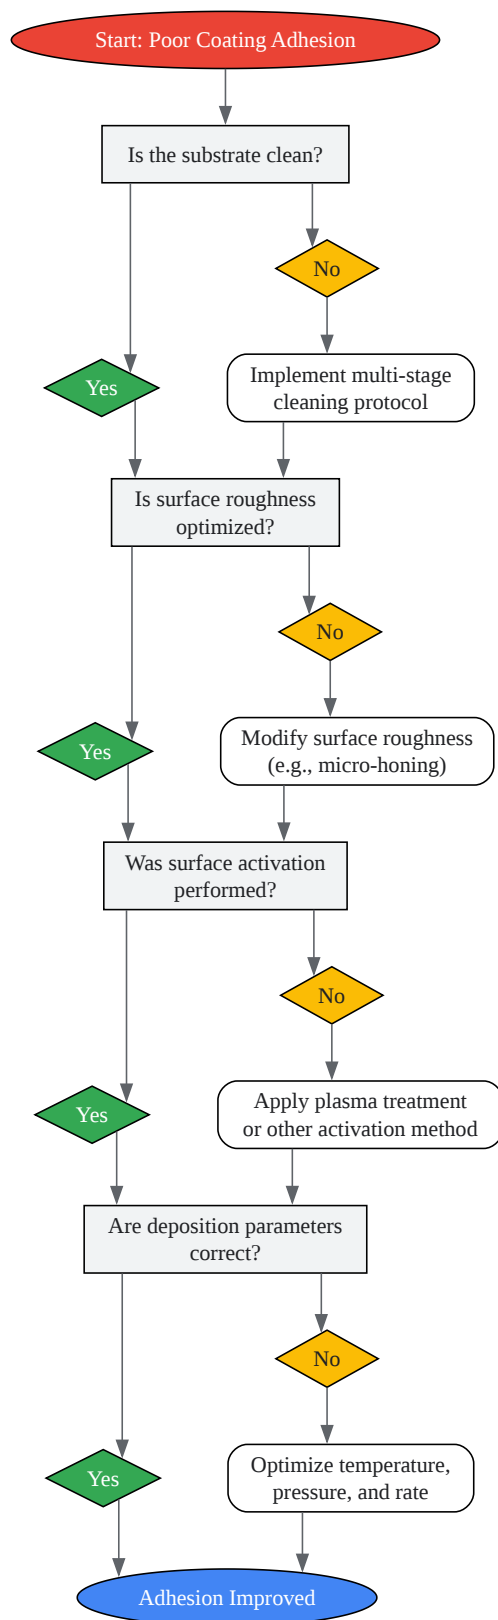 Start: Poor Coating Adhesion
Is the substrate clean?
No
Implement multi-stage
cleaning protocol
Yes
Is surface roughness
optimized?
No
Modify surface roughness
(e.g., micro-honing)
Yes
Was surface activation
performed?
No
Apply plasma treatment
or other activation method
Yes
Are deposition parameters
correct?
No
Optimize temperature,
pressure, and rate
Yes
Adhesion Improved